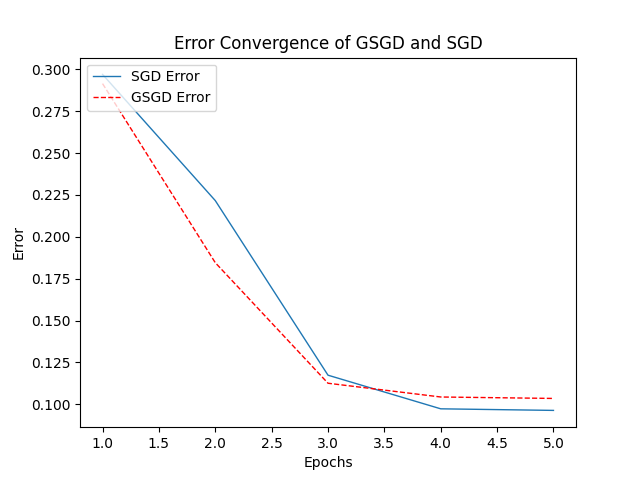 Error Convergence of GSGD and SGD
SGD Error
GSGD Error
0.300
0.275
0.250
0.225
0.200
0.175
0.150
0.125
0.100
Error
1.0 1.5 2.0 2.5 3.0 3.5 4.0 4.5 5.0
Epochs